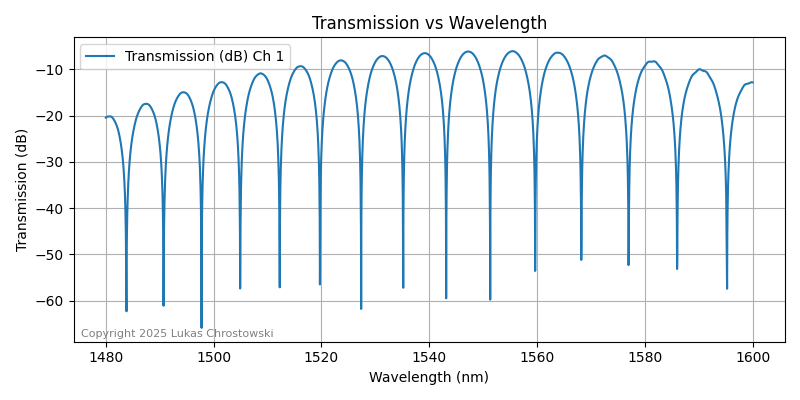 Transmission vs Wavelength
Transmission (dB) Ch 1
Transmission (dB)
−10
−20
−30
−40
−50
−60
Copyright 2025 Lukas Chrostowski
1480
1500
1520
1540
1560
1580
1600
Wavelength (nm)